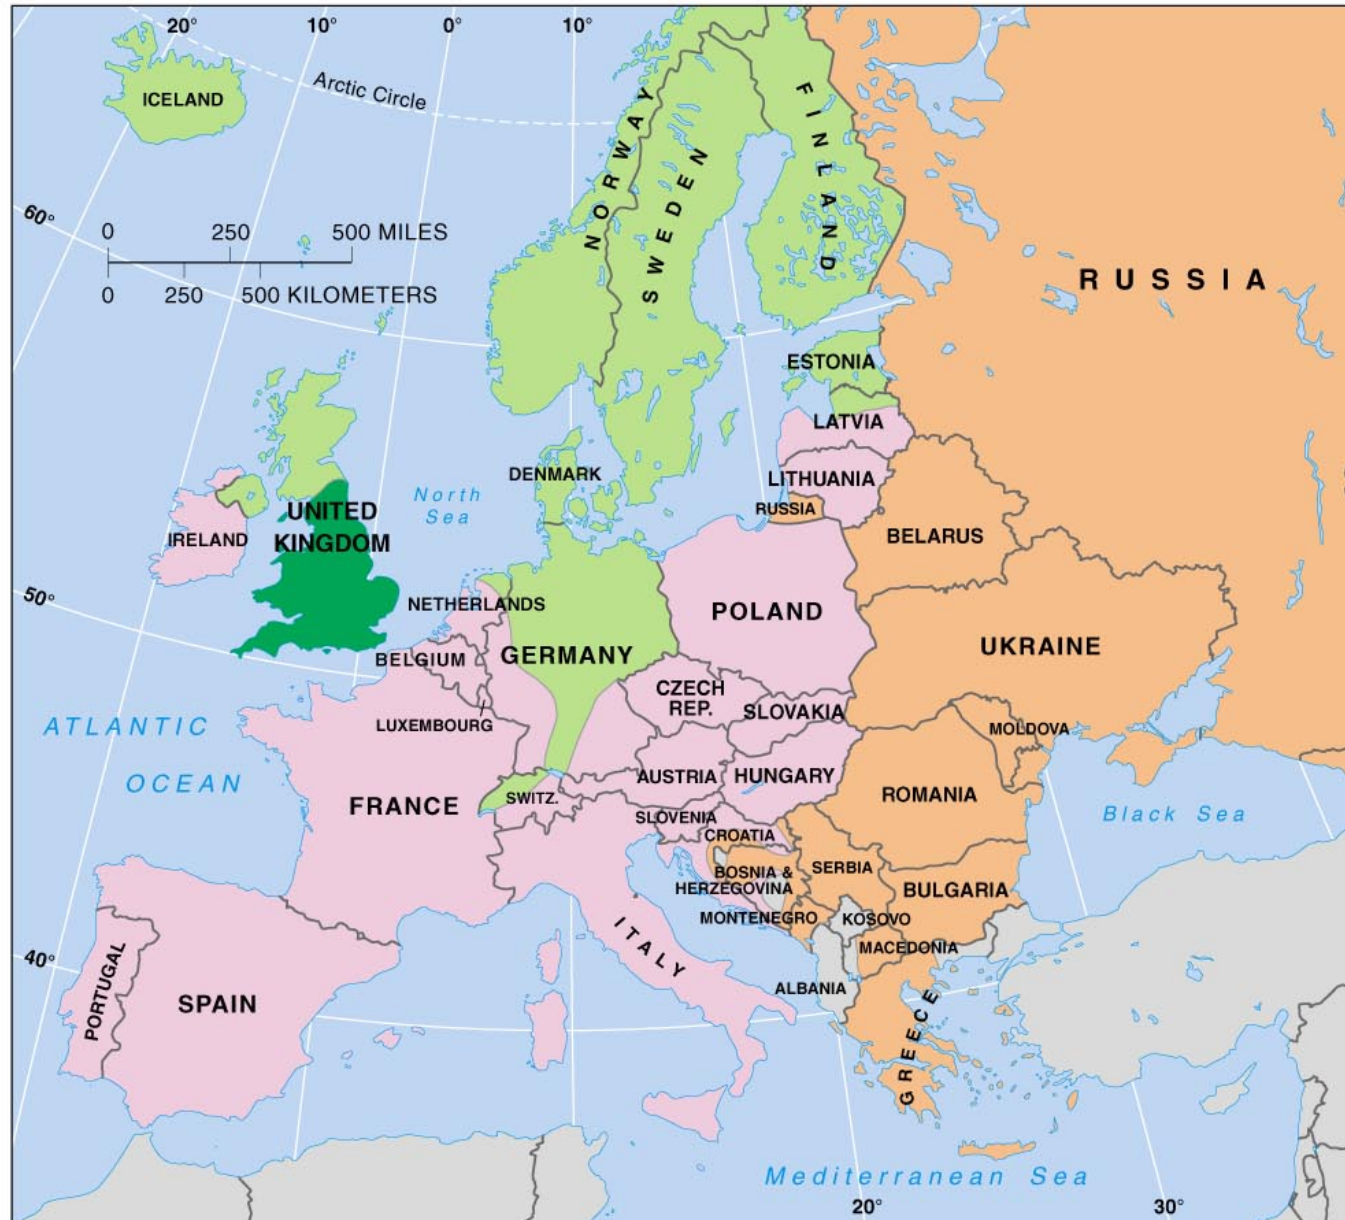 20°
10°
0°
10°
Arctic Circle
ICELAND
NORWAY
SWEDEN
FINLAND
60°
0 250 500 MILES
0 250 500 KILOMETERS
RUSSIA
ESTONIA
LATVIA
DENMARK
LITHUANIA
North
Sea
RUSSIA
UNITED
KINGDOM
IRELAND
BELARUS
50°
NETHERLANDS
POLAND
UKRAINE
BELGIUM
GERMANY
CZECH
REP.
SLOVAKIA
LUXEMBOURG
MOLDOVA
ATLANTIC
OCEAN
AUSTRIA
HUNGARY
SWITZ.
FRANCE
ROMANIA
SLOVENIA
CROATIA
Black Sea
BOSNIA &
HERZEGOVINA
SERBIA
BULGARIA
MONTENEGRO
KOSOVO
ITALY
MACEDONIA
40°
ALBANIA
PORTUGAL
SPAIN
GREECE
Mediterranean Sea
20°
30°